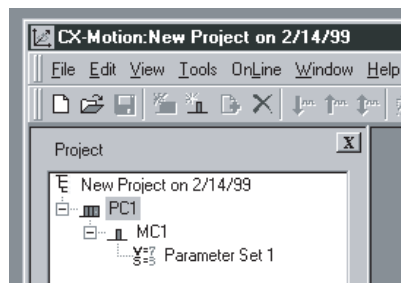 CX-Motion:New Project on 2/14/99
File Edit View Tools OnLine Window Help
Project X
New Project on 2/14/99
PC1
MC1
Parameter Set 1